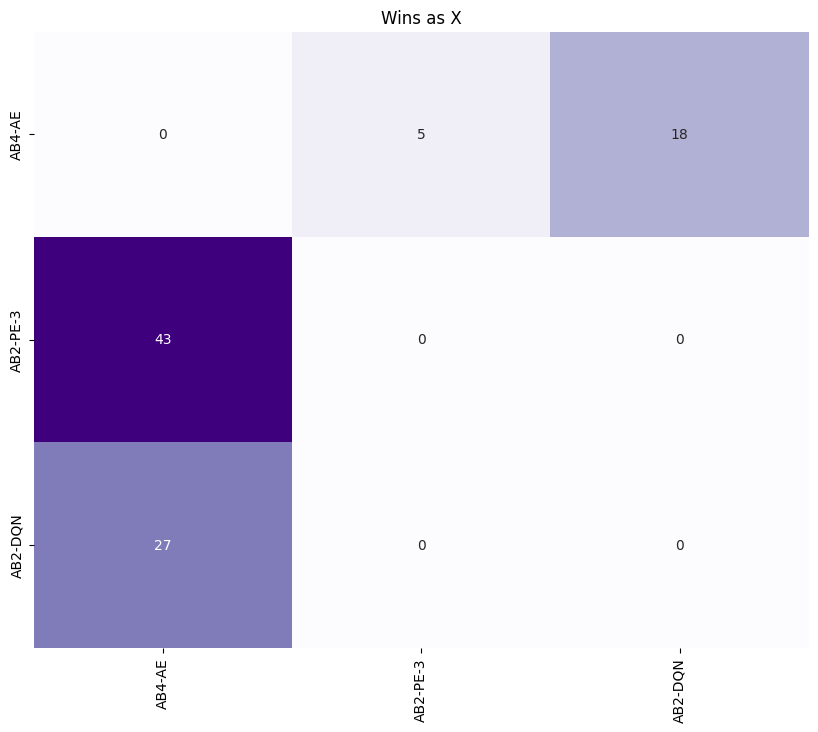 Wins as X
AB4-AE
0 5 18
AB2-PE-3
43 0 0
AB2-DQN
27 0 0
AB4-AE AB2-PE-3 AB2-DQN